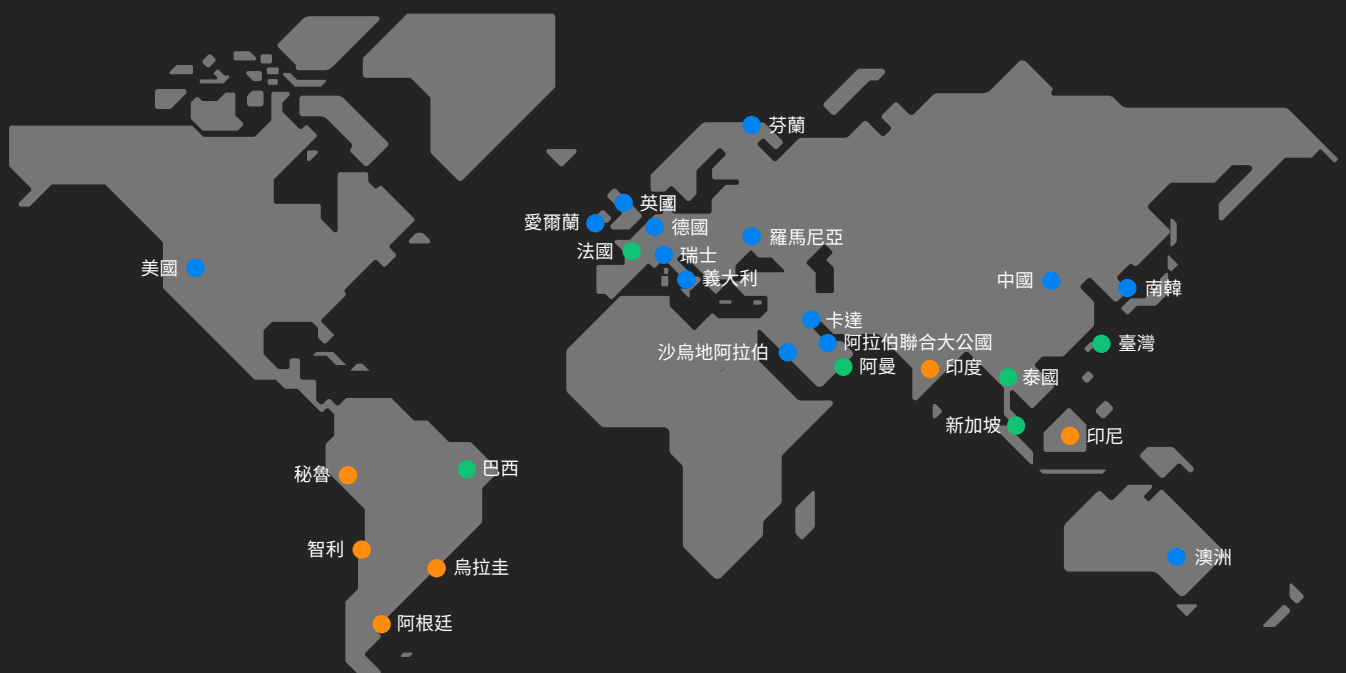 芬蘭
英國
愛爾蘭
德國
羅馬尼亞
法國
瑞士
美國
義大利
中國
南韓
卡達
阿拉伯聯合大公國
臺灣
沙烏地阿拉伯
阿曼
印度
泰國
新加坡
印尼
巴西
秘魯
智利
澳洲
烏拉圭
阿根廷